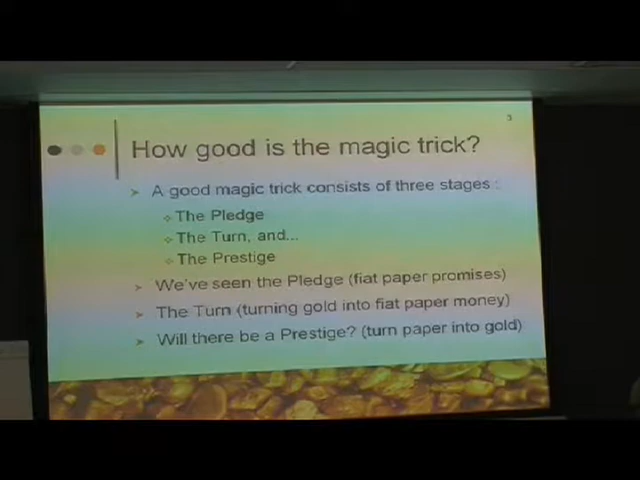 3
How good is the magic trick?
A good magic trick consists of three stages :
The Pledge
The Turn, and...
The Prestige
We've seen the Pledge (fiat paper promises)
The Turn (turning gold into fiat paper money)
Will there be a Prestige? (turn paper into gold)